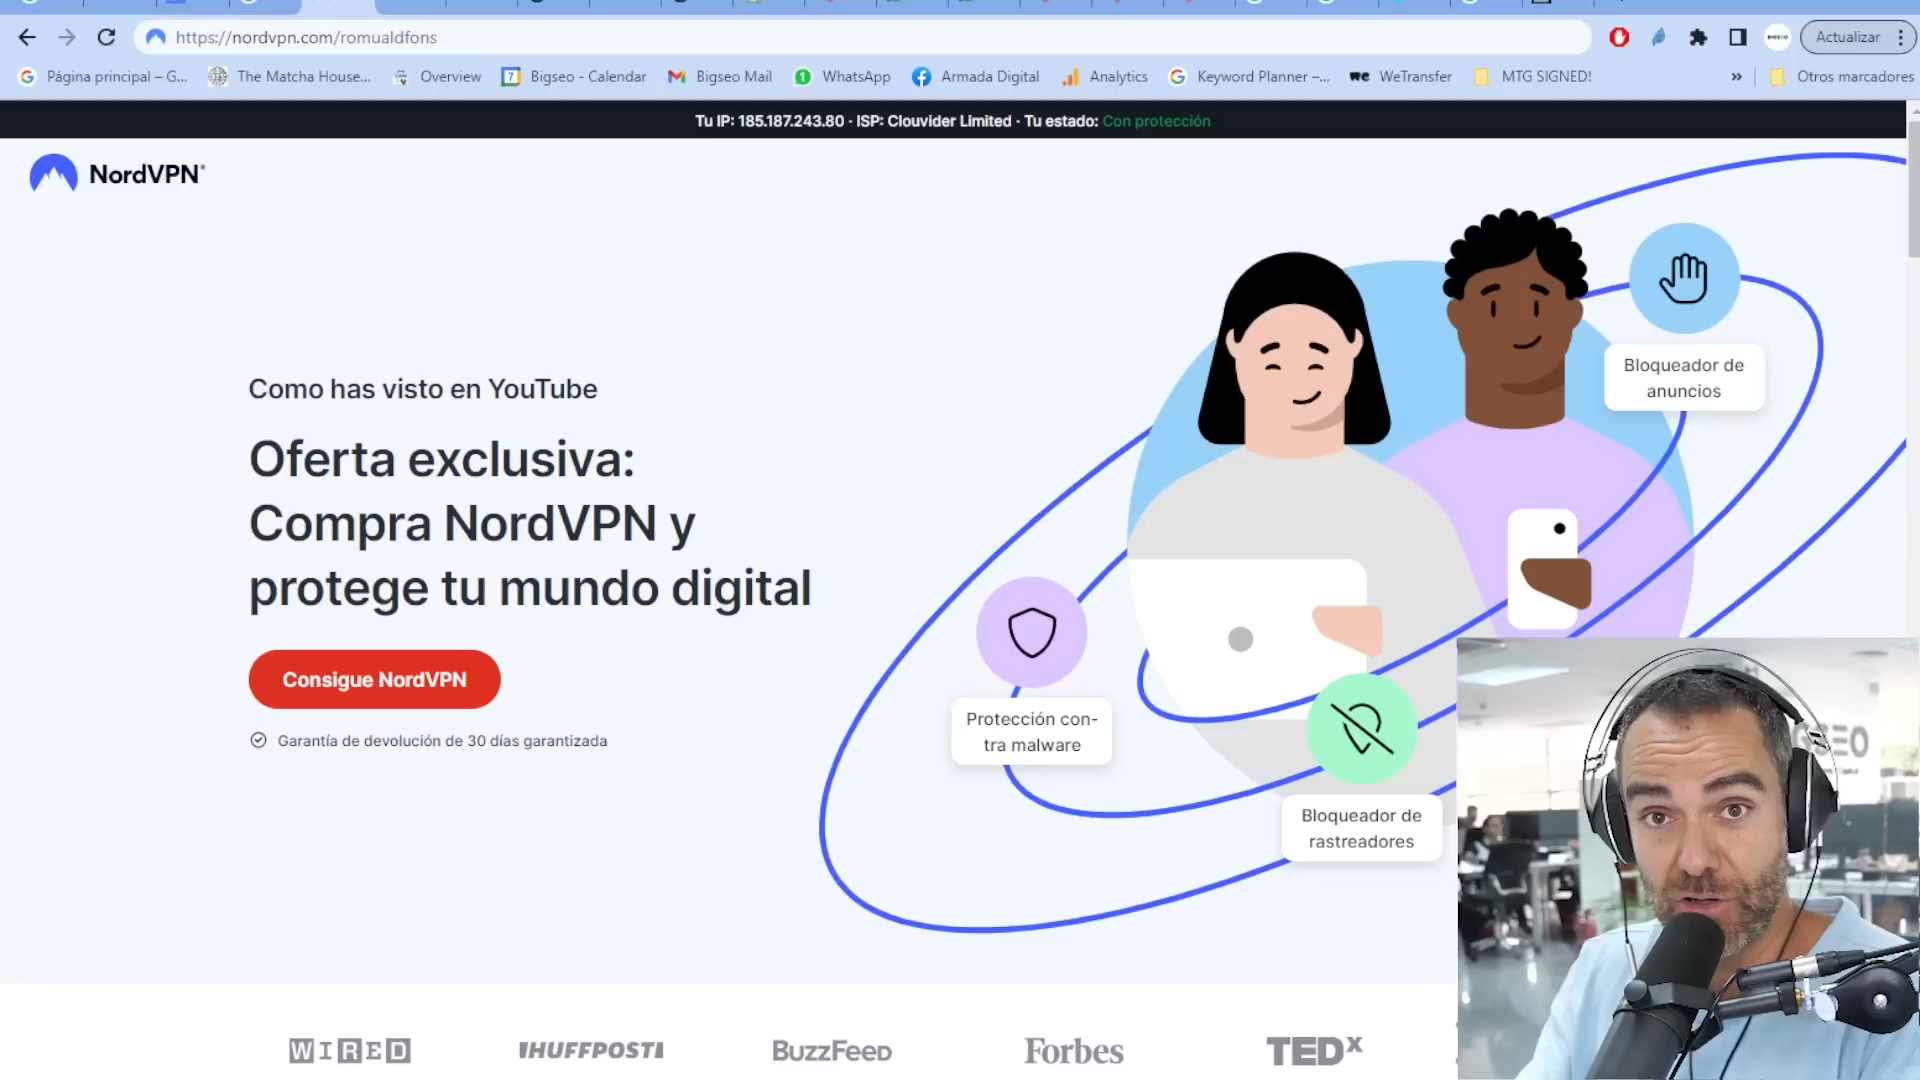 https://nordvpn.com/romualdfons
Actualizar
Página principal – G...
The Matcha House...
Overview
7
Bigseo - Calendar
Bigseo Mail
WhatsApp
Armada Digital
Analytics
Keyword Planner –...
we WeTransfer
MTG SIGNED!
»
Otros marcadores
Tu IP: 185.187.243.80 · ISP: Clouvider Limited · Tu estado: Con protección
NordVPN®
Como has visto en YouTube
Oferta exclusiva:
Compra NordVPN y
protege tu mundo digital
Consigue NordVPN
Garantía de devolución de 30 días garantizada
Bloqueador de
anuncios
Protección con-
tra malware
Bloqueador de
rastreadores
WIRED
HUFFPOST
BuzzFeed
Forbes
TEDx